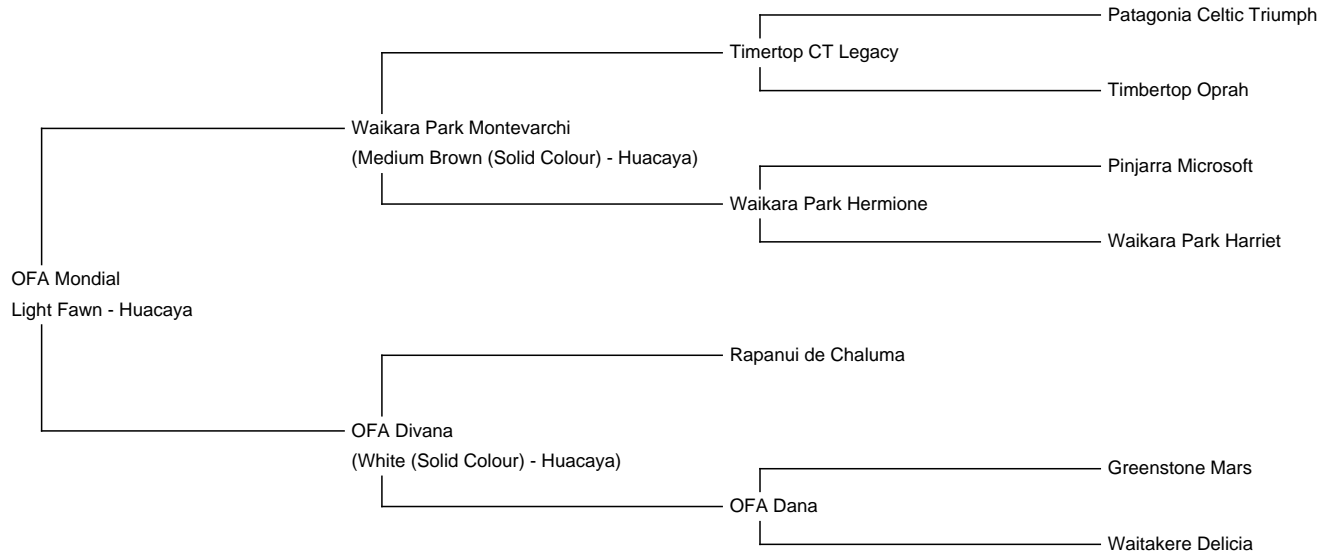 Patagonia Celtic Triumph
Timertop CT Legacy
Timbertop Oprah
Waikara Park Montevarchi
(Medium Brown (Solid Colour) - Huacaya)
Pinjarra Microsoft
Waikara Park Hermione
Waikara Park Harriet
OFA Mondial
Light Fawn - Huacaya
Rapanui de Chaluma
OFA Divana
(White (Solid Colour) - Huacaya)
Greenstone Mars
OFA Dana
Waitakere Delicia